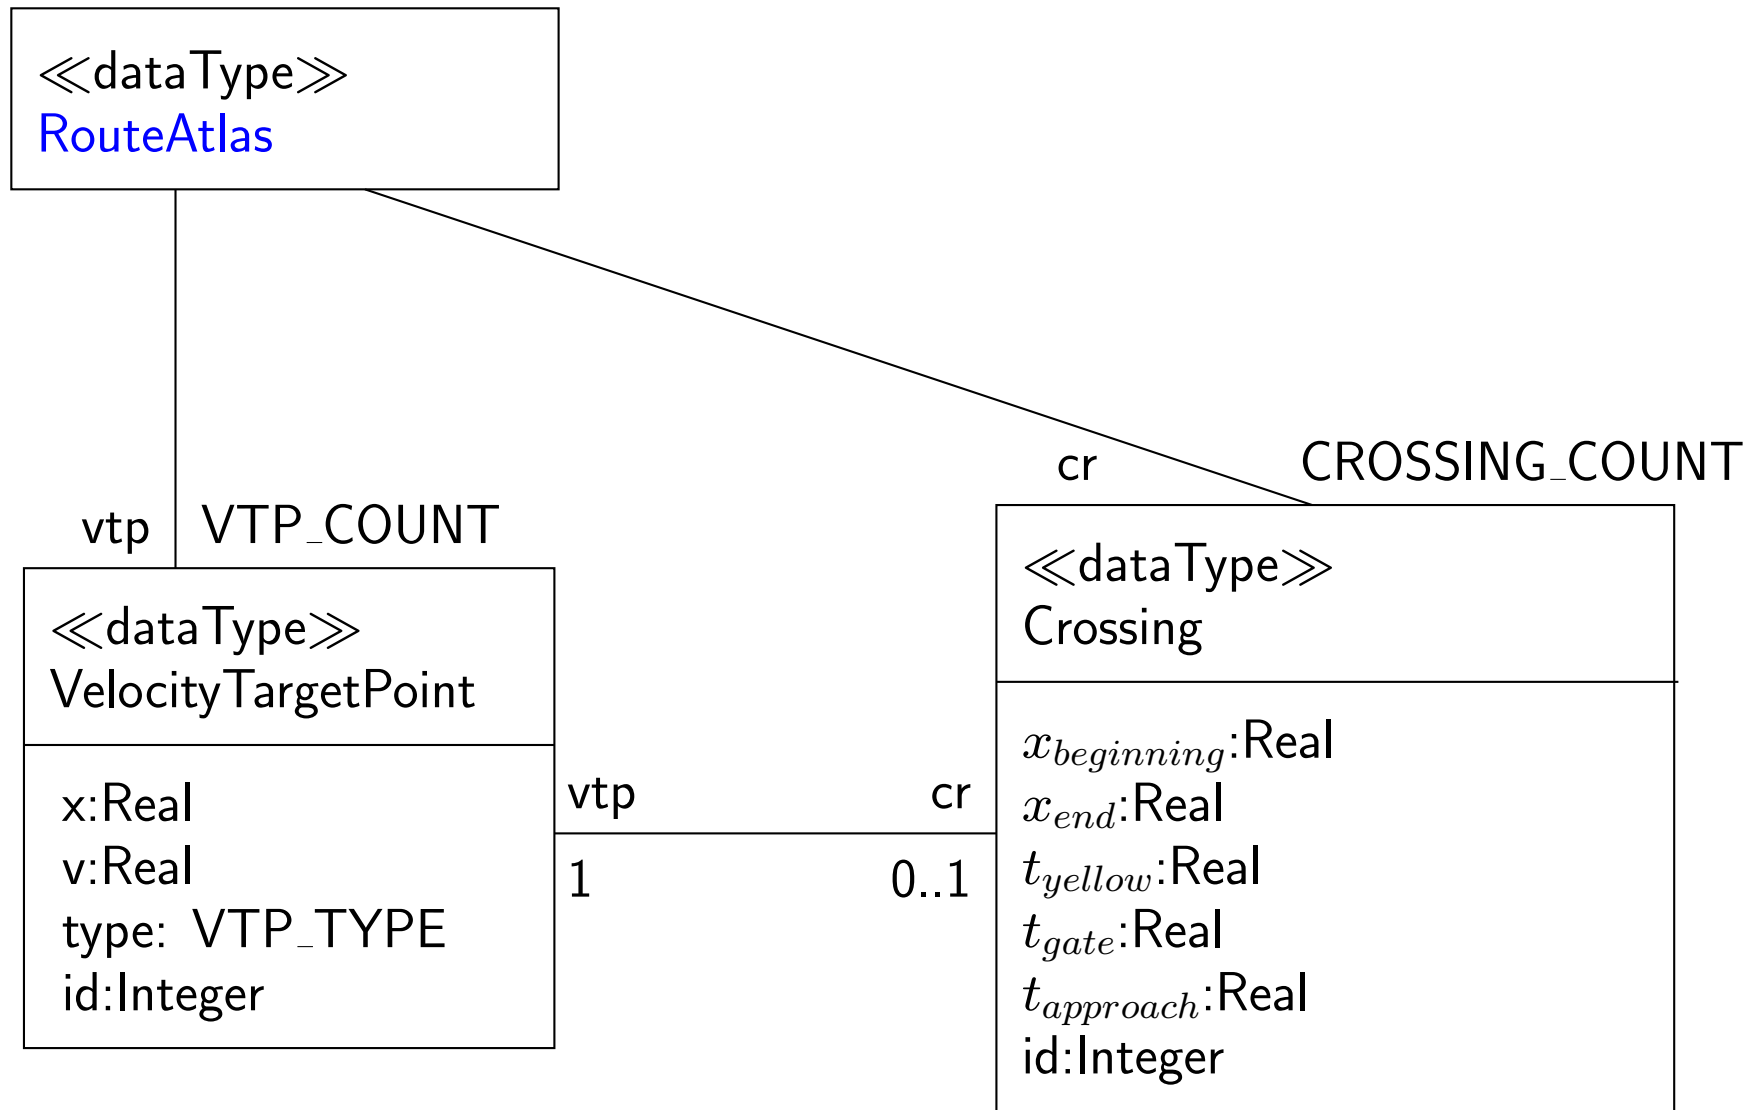 ≪dataType≫
RouteAtlas
cr CROSSING_COUNT
vtp VTP_COUNT
≪dataType≫
VelocityTargetPoint
x:Real
v:Real
type: VTP_TYPE
id:Integer
vtp cr
1 0..1
≪dataType≫
Crossing
x_beginning:Real
x_end:Real
t_yellow:Real
t_gate:Real
t_approach:Real
id:Integer